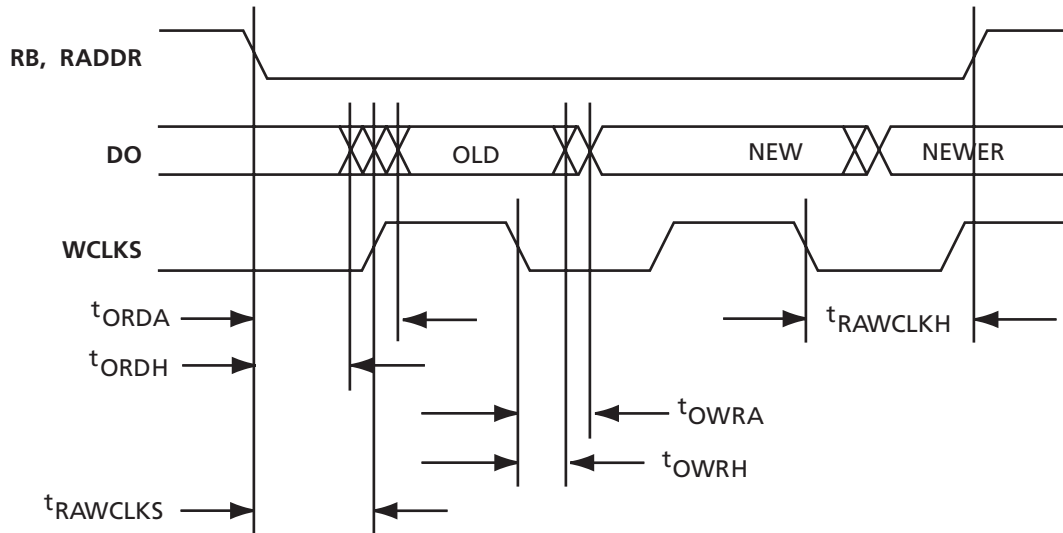 RB, RADDR
DO
OLD
NEW
NEWER
WCLKS
tORDA
tRAWCLKH
tORDH
tOWRA
tOWRH
tRAWCLKS